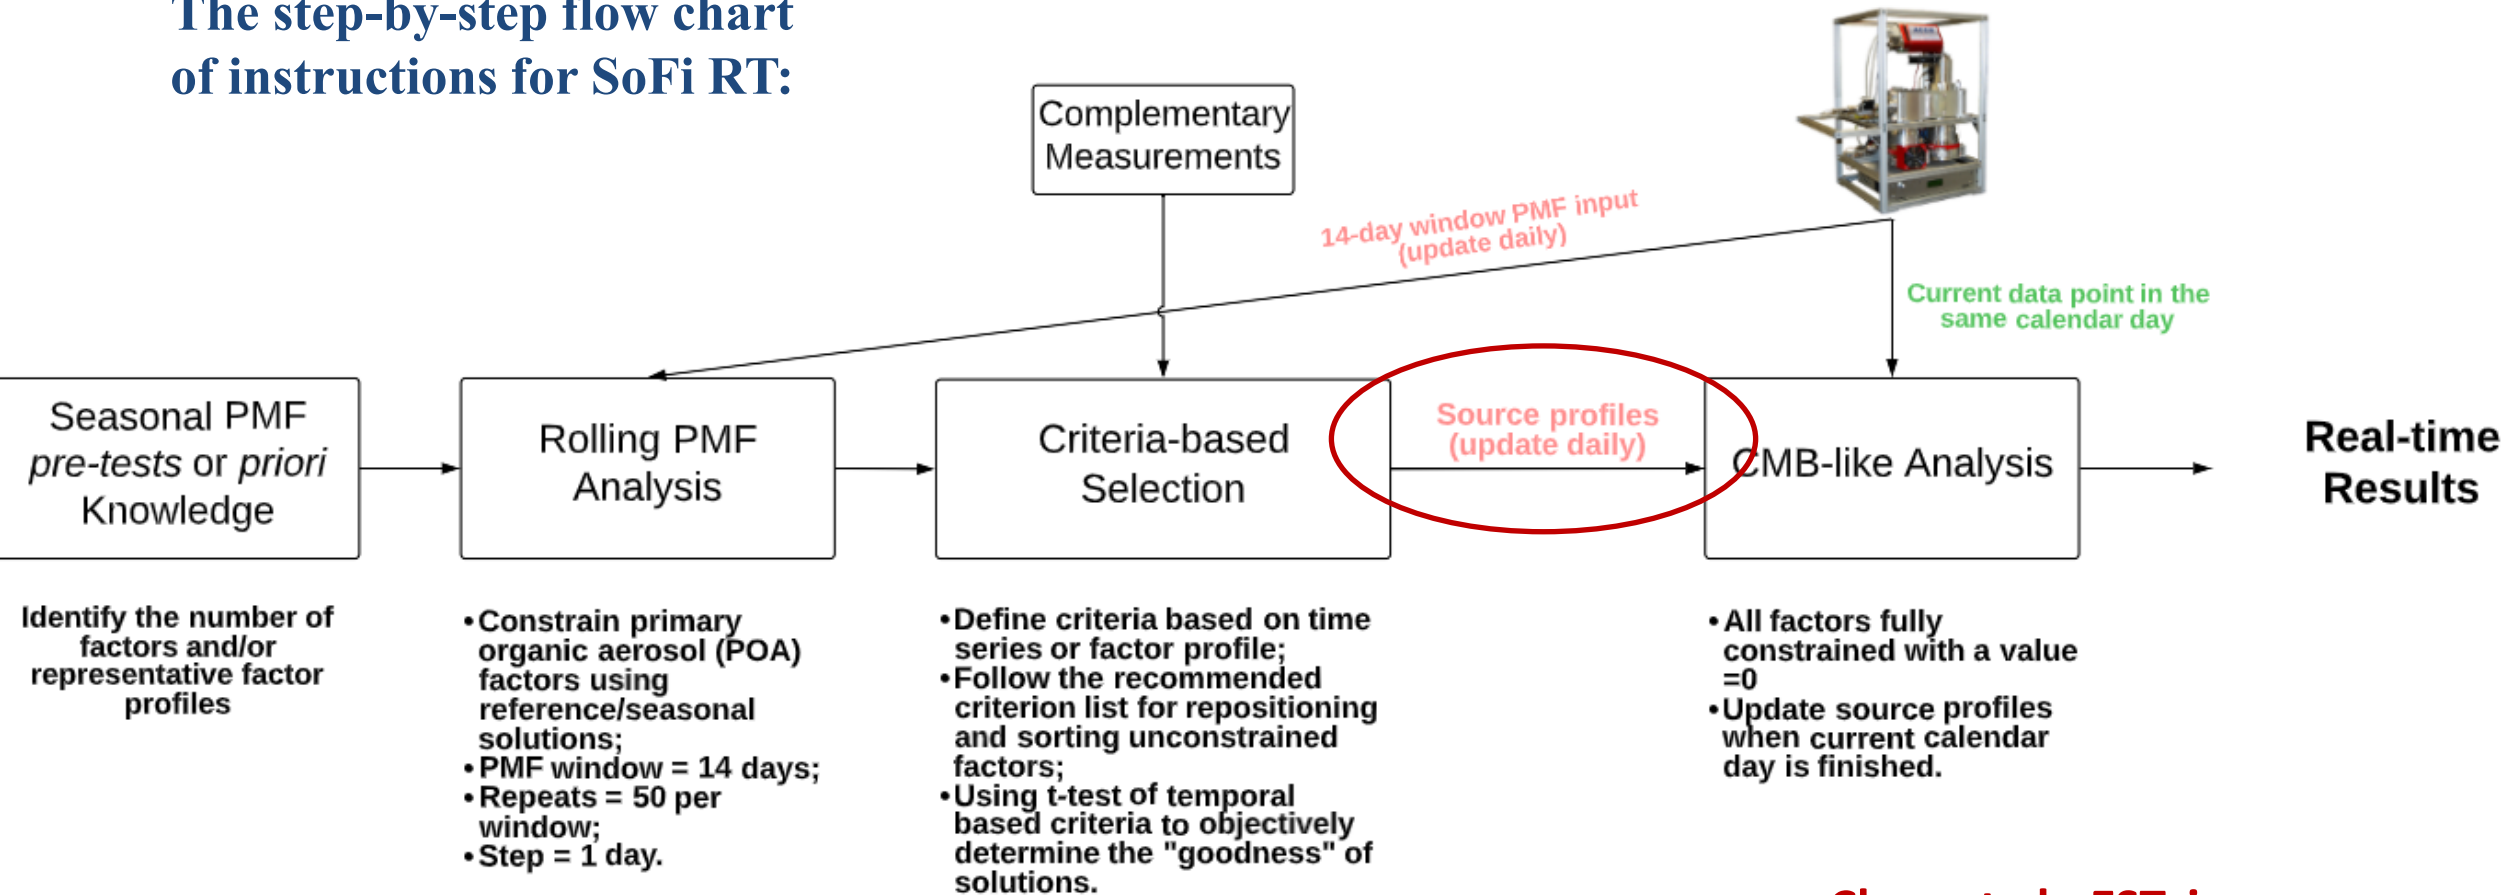 The step-by-step flow chart
of instructions for SoFi RT:
Complementary
Measurements
14-day window PMF input
(update daily)
Current data point in the
same calendar day
Seasonal PMF
pre-tests or priori
Knowledge
Rolling PMF
Analysis
Criteria-based
Selection
Source profiles
(update daily)
CMB-like Analysis
Real-time
Results
Identify the number of
factors and/or
representative factor
profiles
•Constrain primary
organic aerosol (POA)
factors using
reference/seasonal
solutions;
•PMF window = 14 days;
•Repeats = 50 per
window;
•Step = 1 day.
•Define criteria based on time
series or factor profile;
•Follow the recommended
criterion list for repositioning
and sorting unconstrained
factors;
•Using t-test of temporal
based criteria to objectively
determine the "goodness" of
solutions.
•All factors fully
constrained with a value
=0
•Update source profiles
when current calendar
day is finished.